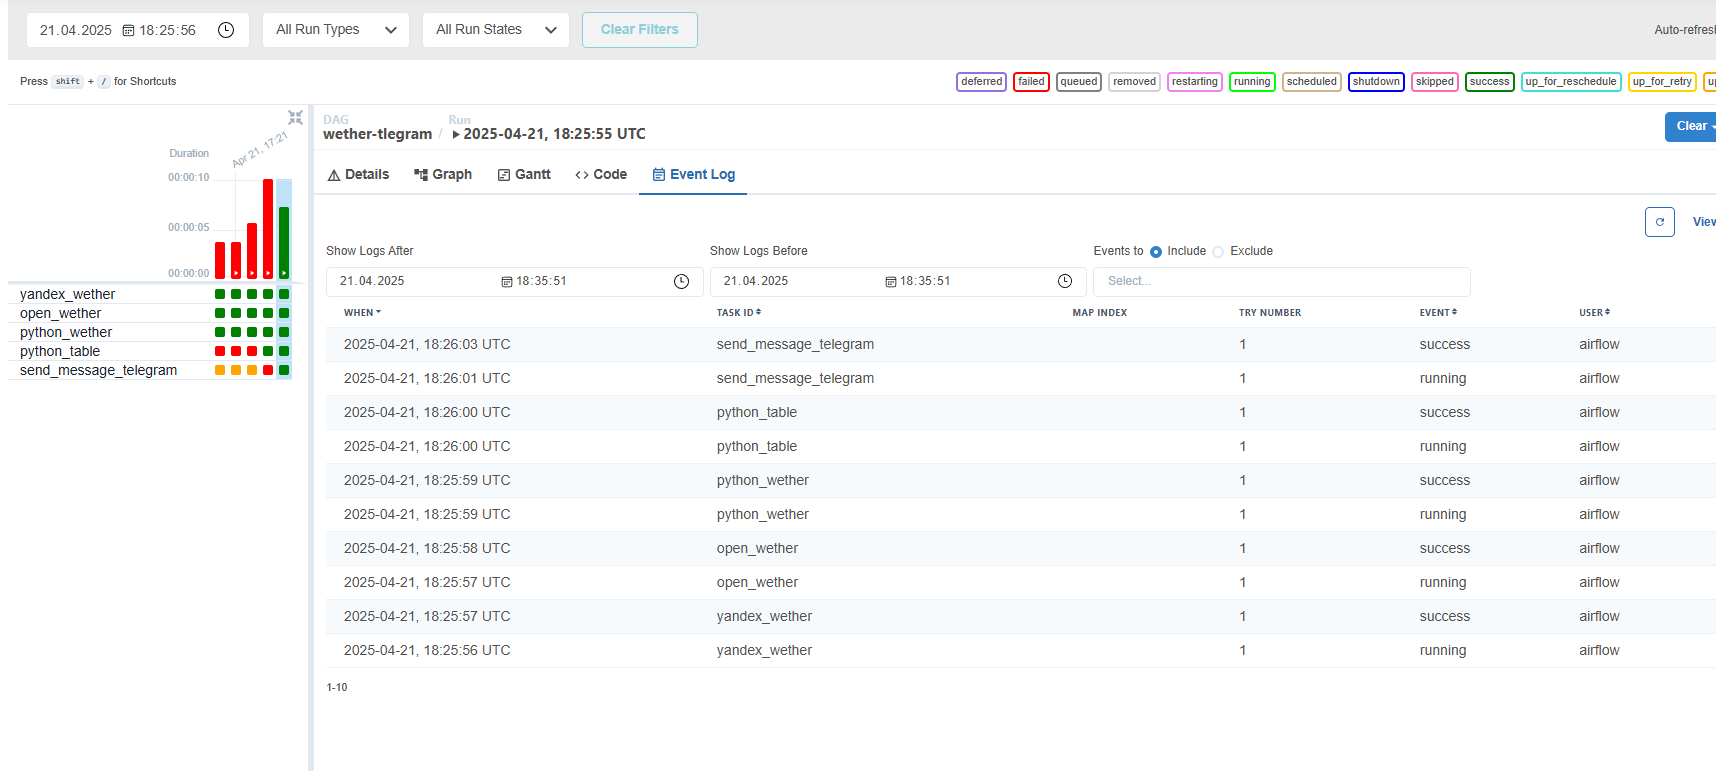 21.04.2025 18:25:56 All Run Types All Run States Clear Filters Auto-refresh
Press shift + / for Shortcuts deferred failed queued removed restarting running scheduled shutdown skipped success up_for_reschedule up_for_retry up
DAG Run
wether-tlegram / 2025-04-21, 18:25:55 UTC Clear
Duration
Apr 21, 17:21
00:00:10
00:00:05
00:00:00
yandex_wether
open_wether
python_wether
python_table
send_message_telegram
Details Graph Gantt Code Event Log
View
Show Logs After Show Logs Before Events to Include Exclude
21.04.2025 18:35:51 21.04.2025 18:35:51 Select...
WHEN TASK ID MAP INDEX TRY NUMBER EVENT USER
2025-04-21, 18:26:03 UTC send_message_telegram 1 success airflow
2025-04-21, 18:26:01 UTC send_message_telegram 1 running airflow
2025-04-21, 18:26:00 UTC python_table 1 success airflow
2025-04-21, 18:26:00 UTC python_table 1 running airflow
2025-04-21, 18:25:59 UTC python_wether 1 success airflow
2025-04-21, 18:25:59 UTC python_wether 1 running airflow
2025-04-21, 18:25:58 UTC open_wether 1 success airflow
2025-04-21, 18:25:57 UTC open_wether 1 running airflow
2025-04-21, 18:25:57 UTC yandex_wether 1 success airflow
2025-04-21, 18:25:56 UTC yandex_wether 1 running airflow
1-10